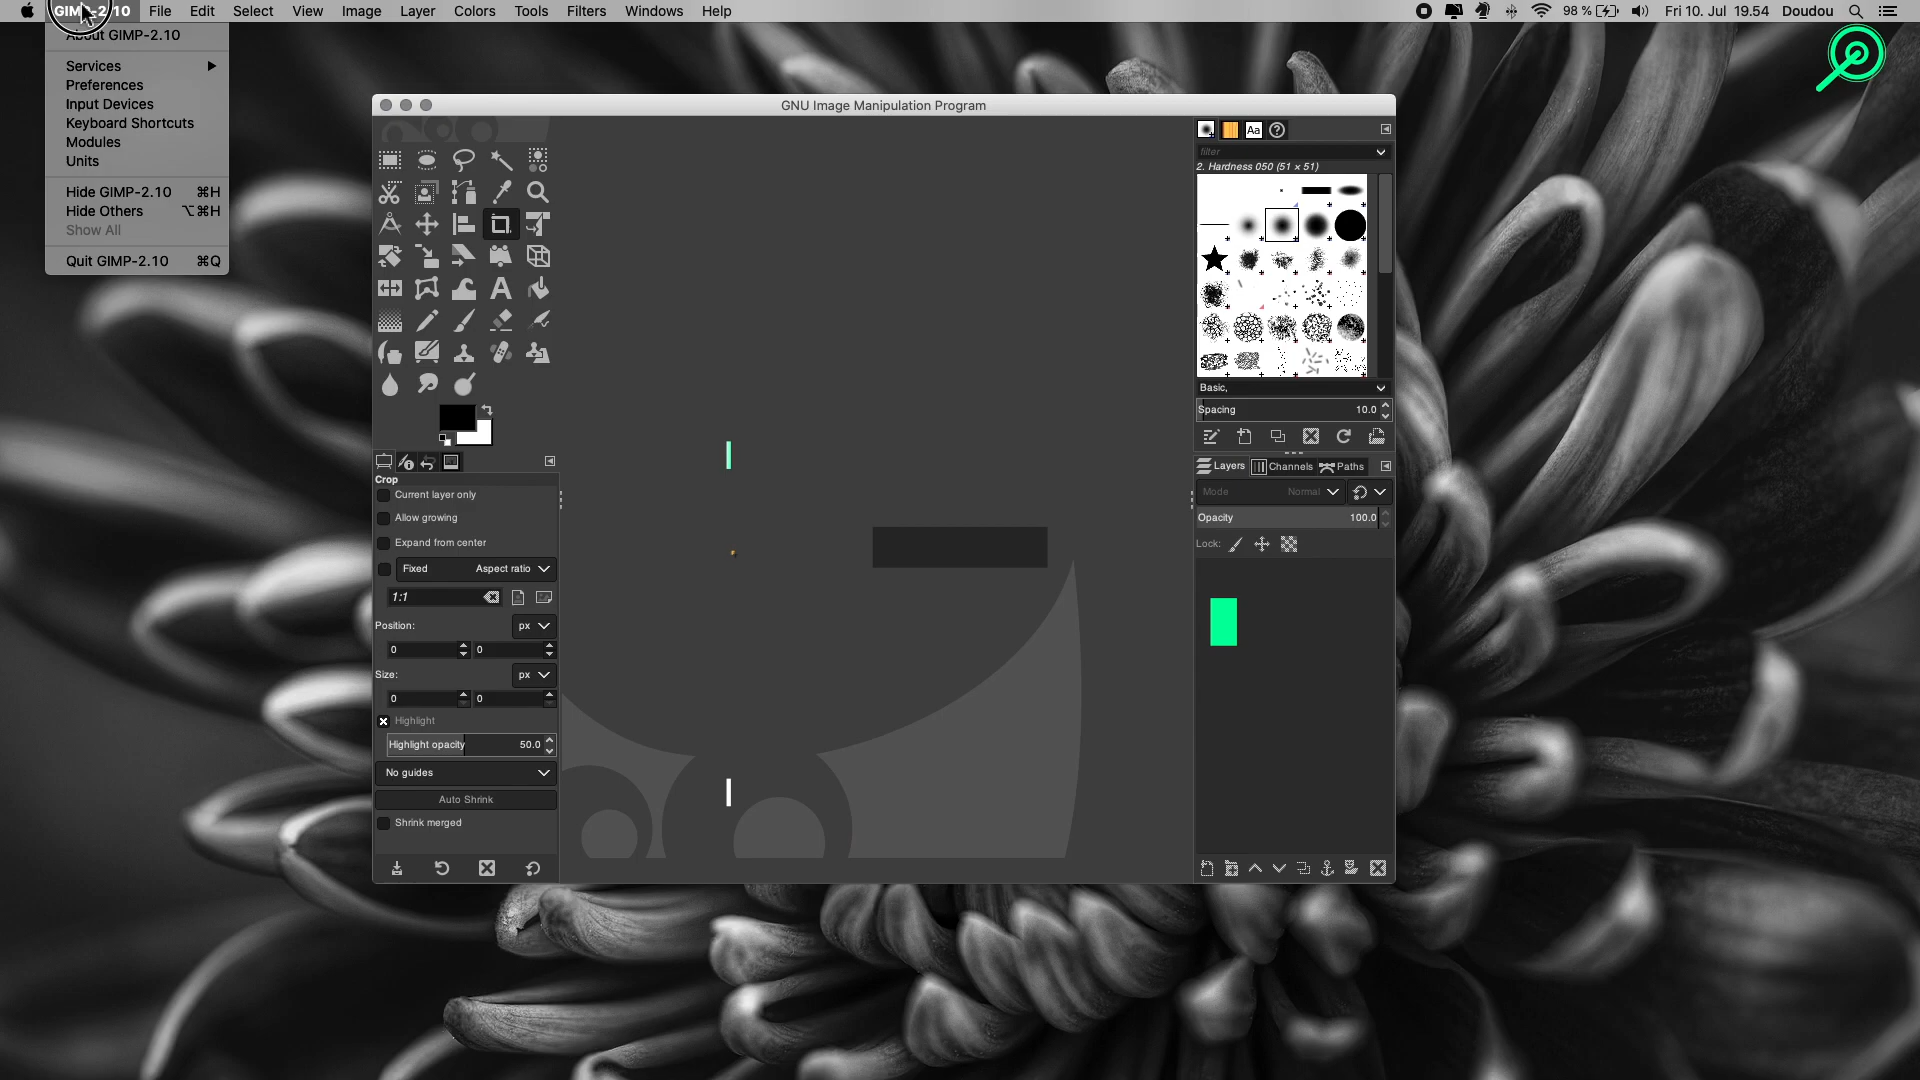 GIMP-2.10 File Edit Select View Image Layer Colors Tools Filters Windows Help 98 % Fri 10. Jul 19.54 Doudou
About GIMP-2.10
Services
Preferences
Input Devices
Keyboard Shortcuts
Modules
Units
Hide GIMP-2.10 ⌘H
Hide Others ⌥⌘H
Show All
Quit GIMP-2.10 ⌘Q
GNU Image Manipulation Program
Crop
Current layer only
Allow growing
Expand from center
Fixed Aspect ratio
1:1
Position: px
0 0
Size: px
0 0
Highlight
Highlight opacity 50.0
No guides
Auto Shrink
Shrink merged
Aa
filter
2. Hardness 050 (51 × 51)
Basic,
Spacing 10.0
Layers Channels Paths
Mode Normal
Opacity 100.0
Lock: